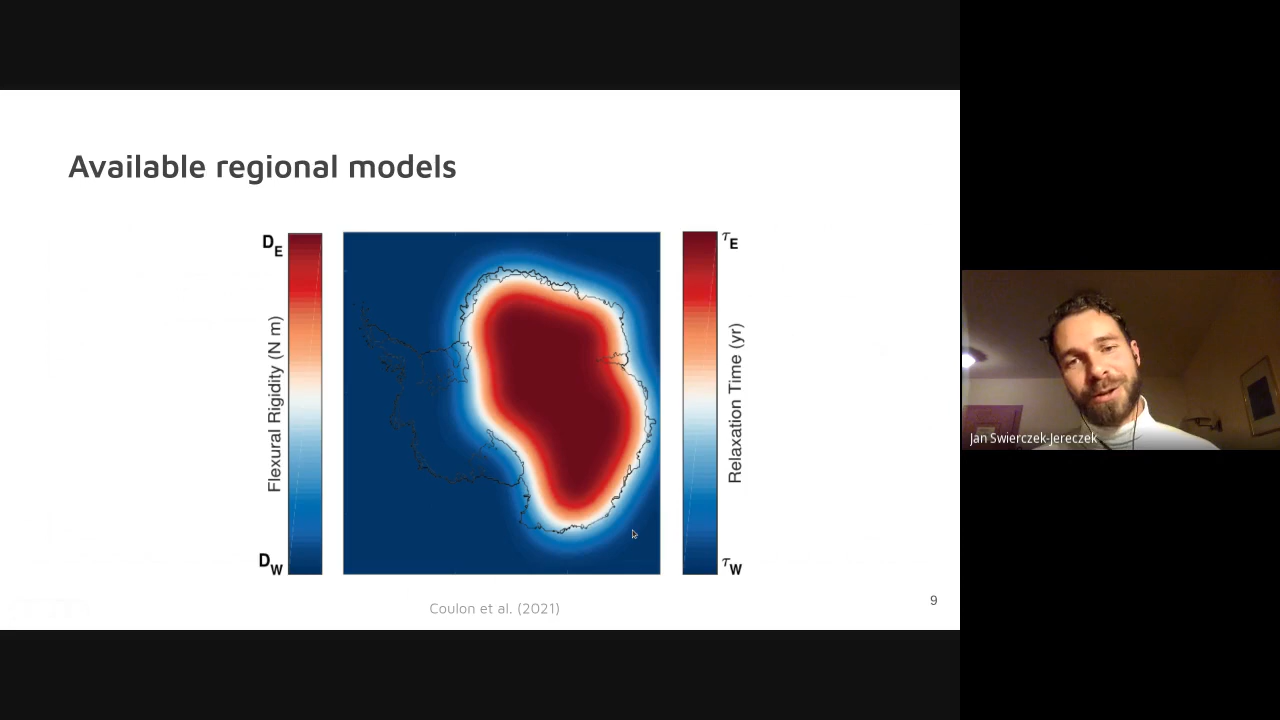 Available regional models
D_E
Flexural Rigidity (N m)
D_W
τ_E
Relaxation Time (yr)
τ_W
Coulon et al. (2021)
9
Jan Swierczek-Jereczek